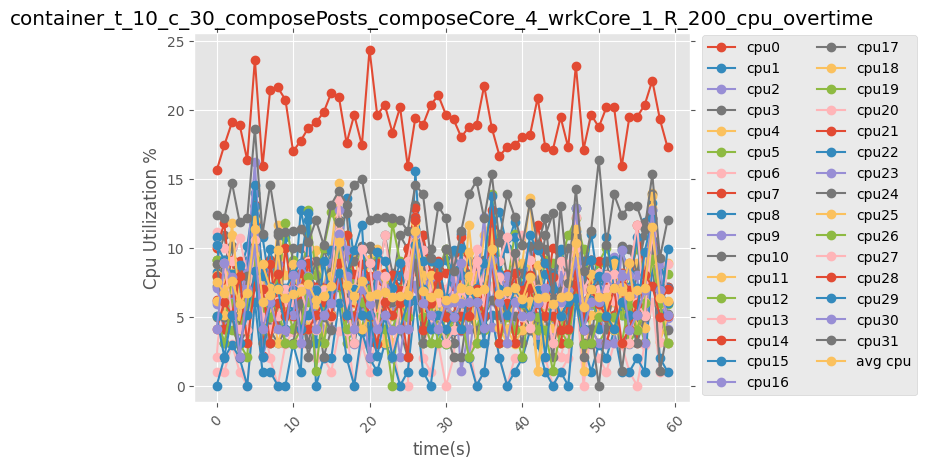 container_t_10_c_30_composePosts_composeCore_4_wrkCore_1_R_200_cpu_overtime
25
20
15
10
5
0
Cpu Utilization %
0
10
20
30
40
50
60
time(s)
cpu0
cpu1
cpu2
cpu3
cpu4
cpu5
cpu6
cpu7
cpu8
cpu9
cpu10
cpu11
cpu12
cpu13
cpu14
cpu15
cpu16
cpu17
cpu18
cpu19
cpu20
cpu21
cpu22
cpu23
cpu24
cpu25
cpu26
cpu27
cpu28
cpu29
cpu30
cpu31
avg cpu